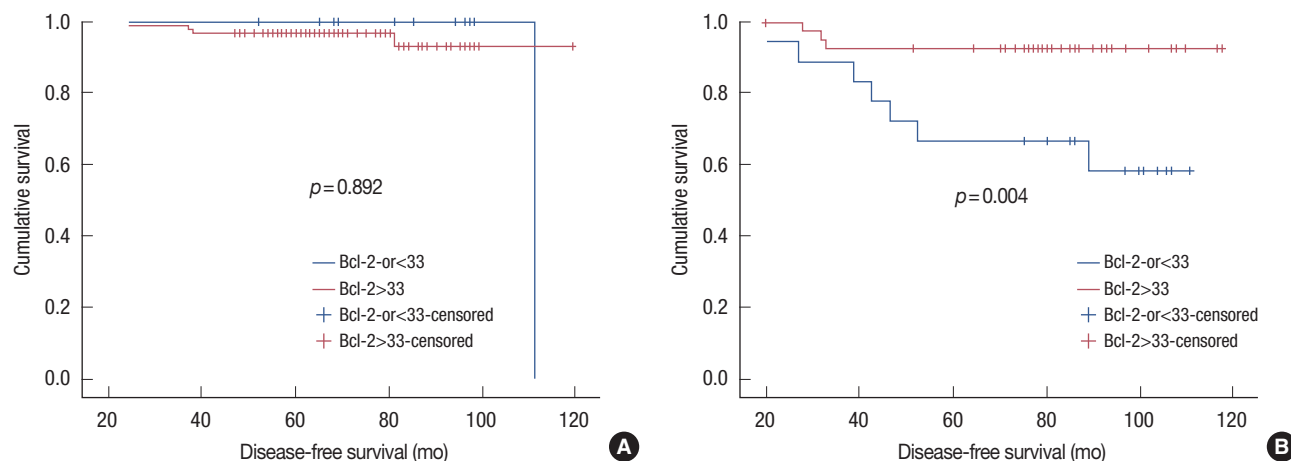 1.0
0.8
0.6
0.4
0.2
0.0
Cumulative survival
p=0.892
Bcl-2-or<33
Bcl-2>33
Bcl-2-or<33-censored
Bcl-2>33-censored
20 40 60 80 100 120
Disease-free survival (mo)
A
1.0
0.8
0.6
0.4
0.2
0.0
Cumulative survival
p=0.004
Bcl-2-or<33
Bcl-2>33
Bcl-2-or<33-censored
Bcl-2>33-censored
20 40 60 80 100 120
Disease-free survival (mo)
B